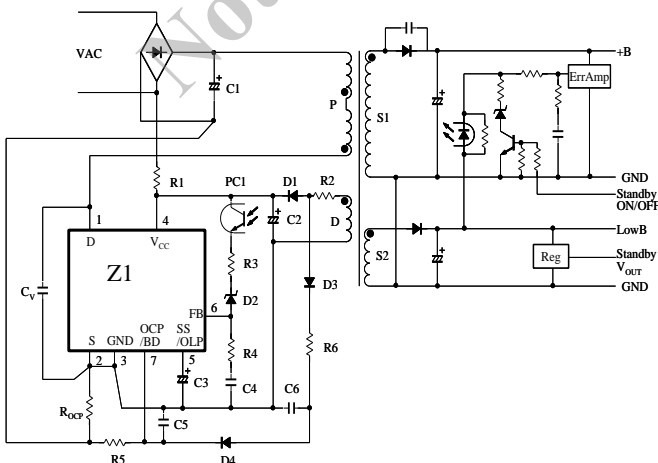 Not
VAC
C1
P
S1
+B
ErrAmp
GND
Standby
ON/OFF
R1
PC1
D1
R2
C2
D
LowB
S2
Reg
Standby
VOUT
GND
1
4
D
VCC
Z1
CV
R3
D2
D3
FB
6
OCP
/BD
SS
/OLP
S
GND
2
3
7
5
R4
R6
C3
C4
C6
ROCP
C5
R5
D4